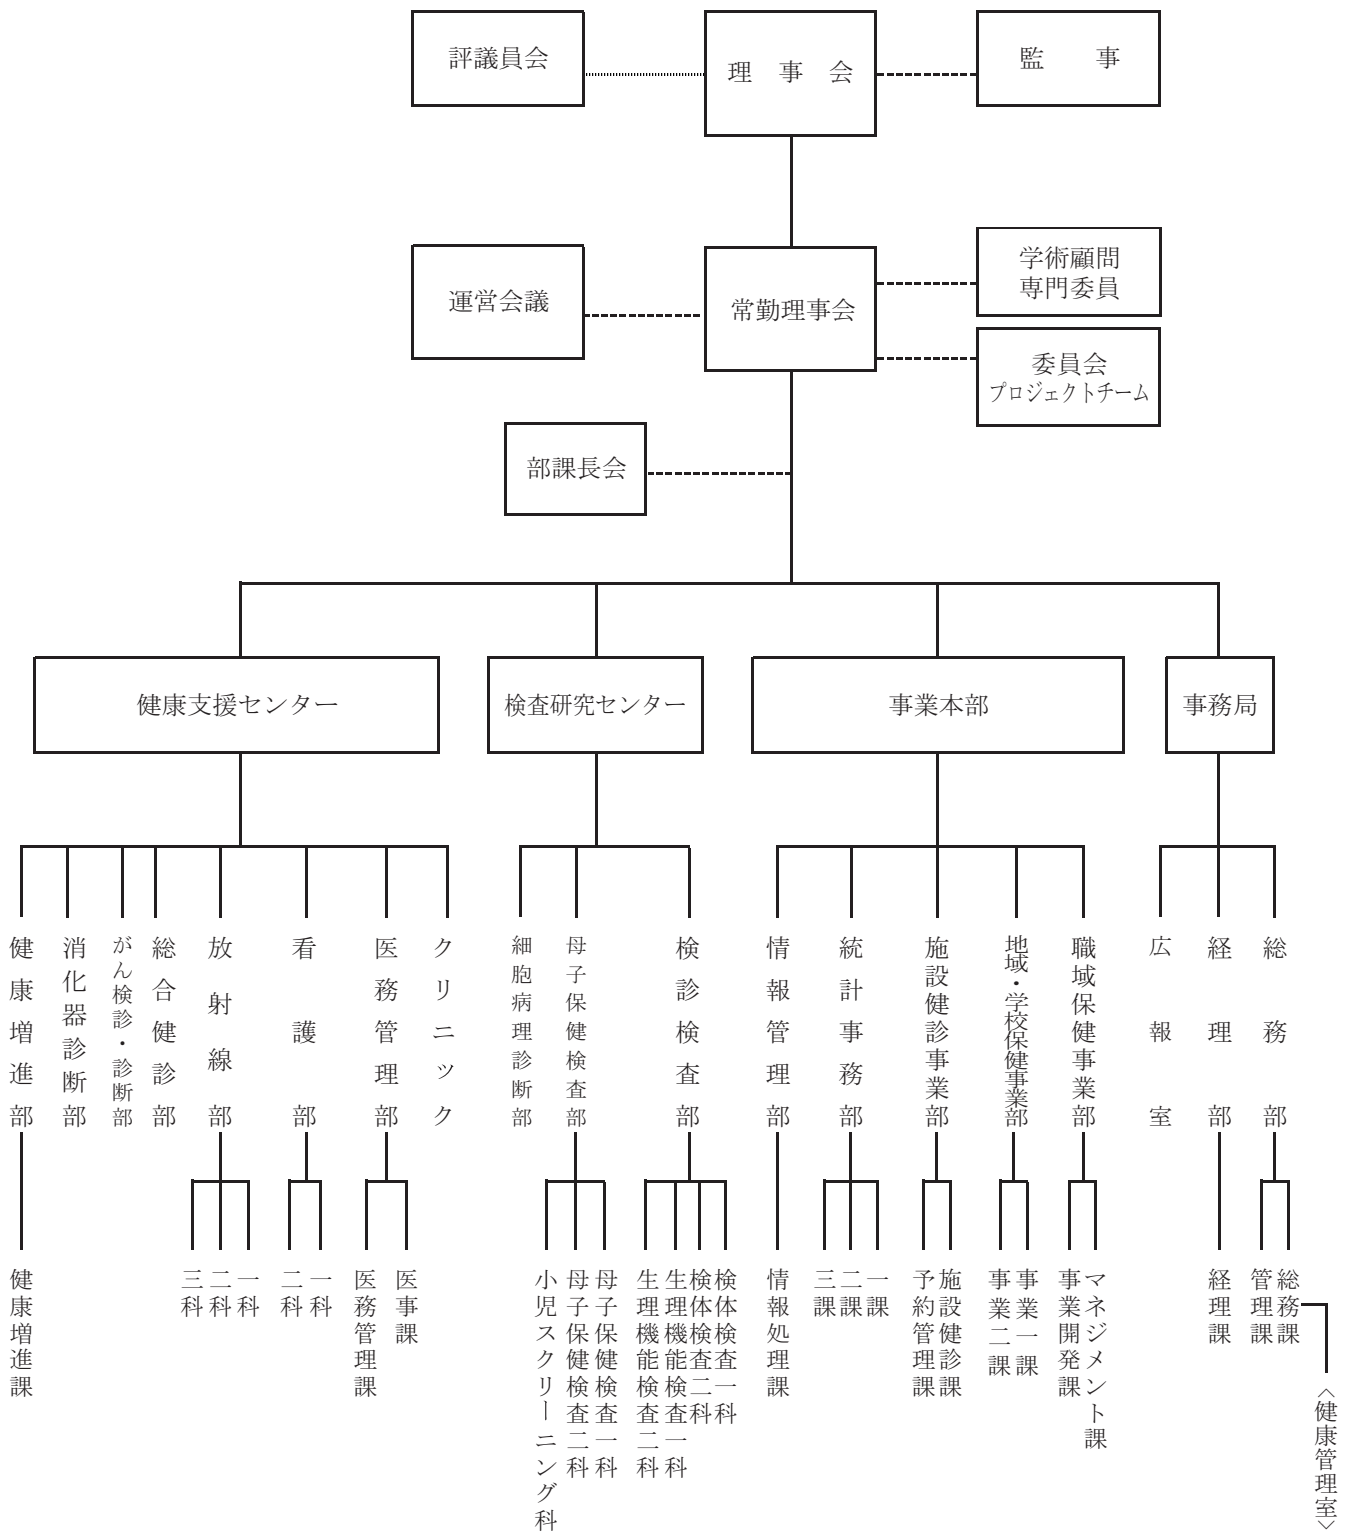 評議員会
理　事　会
監　　事
運営会議
常勤理事会
学術顧問
専門委員
委員会
プロジェクトチーム
部課長会
健康支援センター
検査研究センター
事業本部
事務局
総務部
経理部
広報室
職域保健事業部
地域・学校保健事業部
施設健診事業部
統計事務部
情報管理部
検診検査部
母子保健検査部
細胞病理診断部
クリニック
医務管理部
看護部
放射線部
総合健診部
がん検診・診断部
消化器診断部
健康増進部
総務課
管理課
経理課
マネジメント課
事業開発課
事業一課
事業二課
施設健診課
予約管理課
一課
二課
三課
情報処理課
検体検査一科
検体検査二科
生理機能検査一科
生理機能検査二科
母子保健検査一科
母子保健検査二科
小児スクリーニング科
医事課
医務管理課
一科
二科
一科
二科
三科
健康増進課
〈健康管理室〉